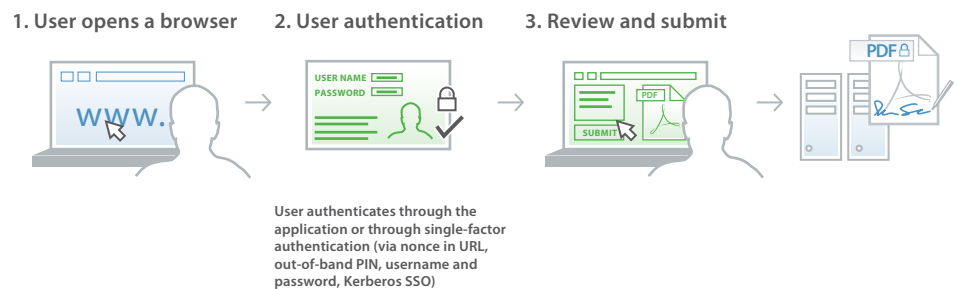 1. User opens a browser
2. User authentication
3. Review and submit
www.
USER NAME
PASSWORD
PDF
SUBMIT
PDF
User authenticates through the
application or through single-factor
authentication (via nonce in URL,
out-of-band PIN, username and
password, Kerberos SSO)